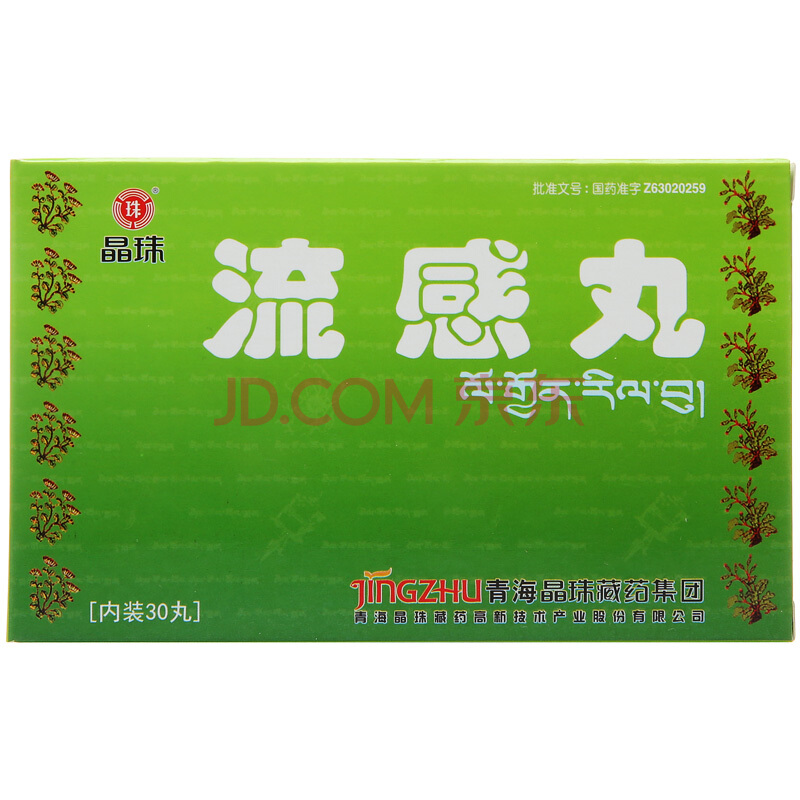 批准文号：国药准字Z63020259
珠®
晶珠
流感丸
ལོ་གྱོན་རིལ་བུ།
JD.COM 京东
JINGZHU青海晶珠藏药集团
青海晶珠藏药高新技术产业股份有限公司
[内装30丸]